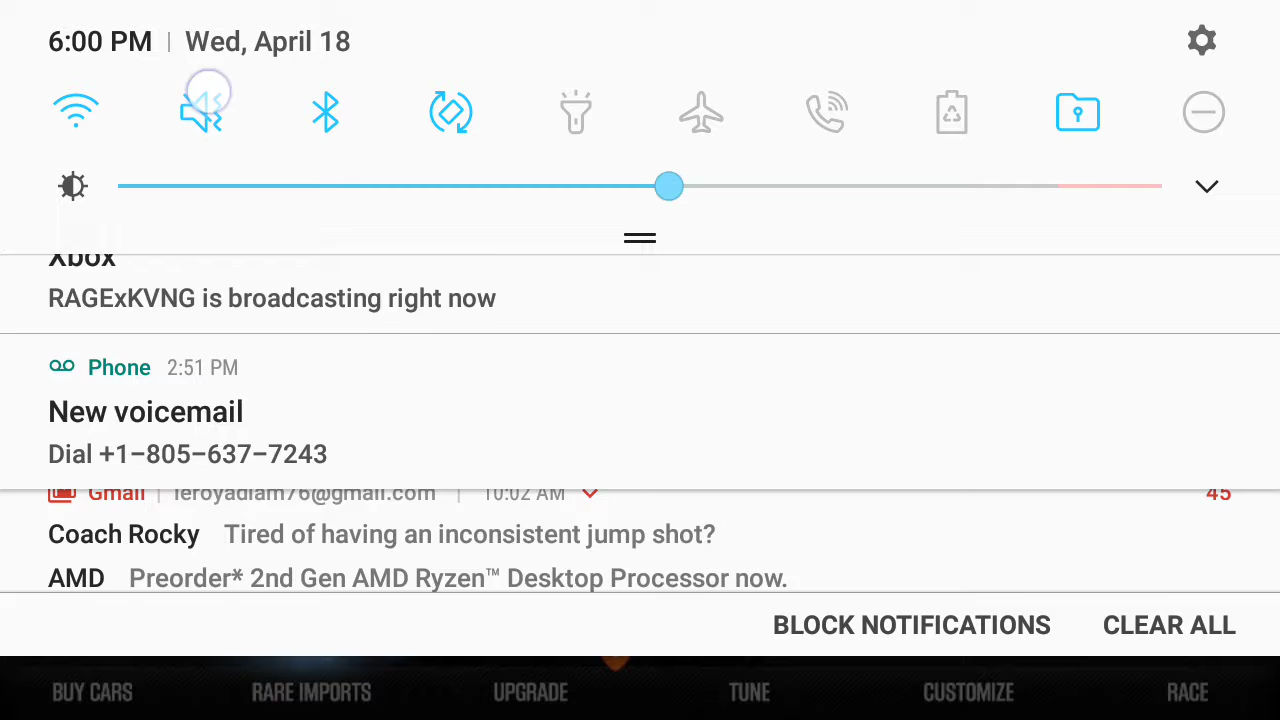 6:00 PM | Wed, April 18
Xbox
RAGExKVNG is broadcasting right now
Phone 2:51 PM
New voicemail
Dial +1-805-637-7243
Gmail | leroyadlam76@gmail.com | 10:02 AM 45
Coach Rocky Tired of having an inconsistent jump shot?
AMD Preorder* 2nd Gen AMD Ryzen™ Desktop Processor now.
BLOCK NOTIFICATIONS CLEAR ALL
BUY CARS RARE IMPORTS UPGRADE TUNE CUSTOMIZE RACE